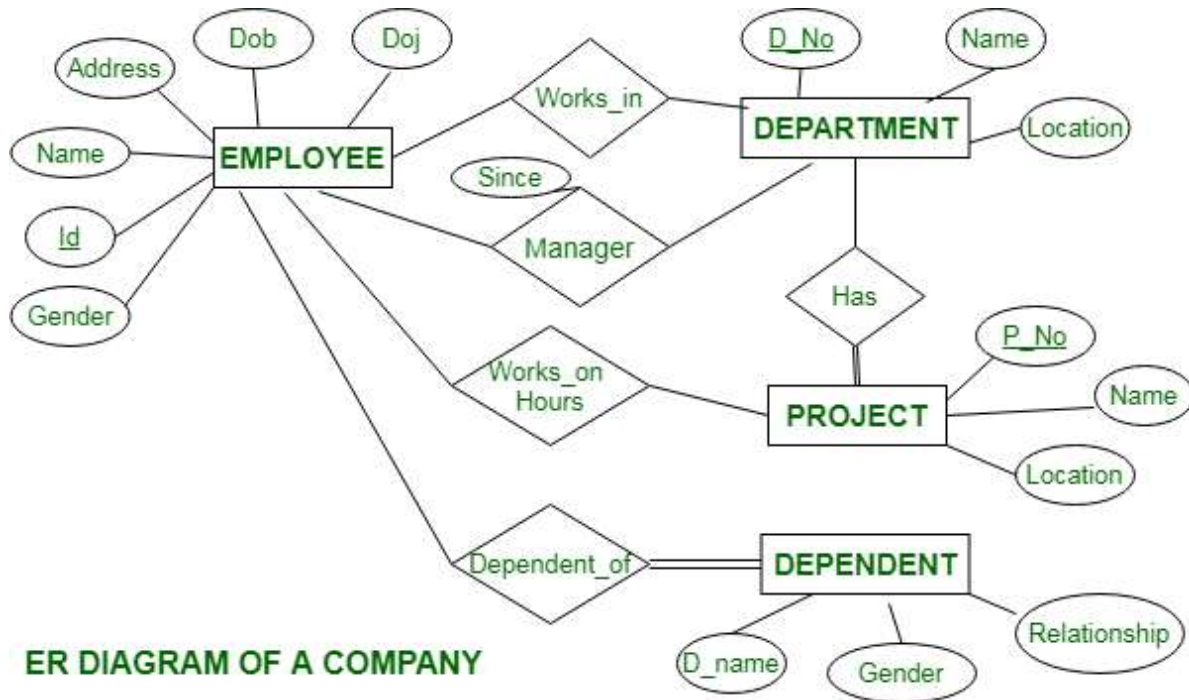 Dob
Doj
D_No
Name
Address
Works_in
EMPLOYEE
DEPARTMENT
Location
Name
Since
Id
Manager
Gender
Has
P_No
Works_on
Hours
PROJECT
Name
Location
Dependent_of
DEPENDENT
Relationship
D_name
Gender
ER DIAGRAM OF A COMPANY